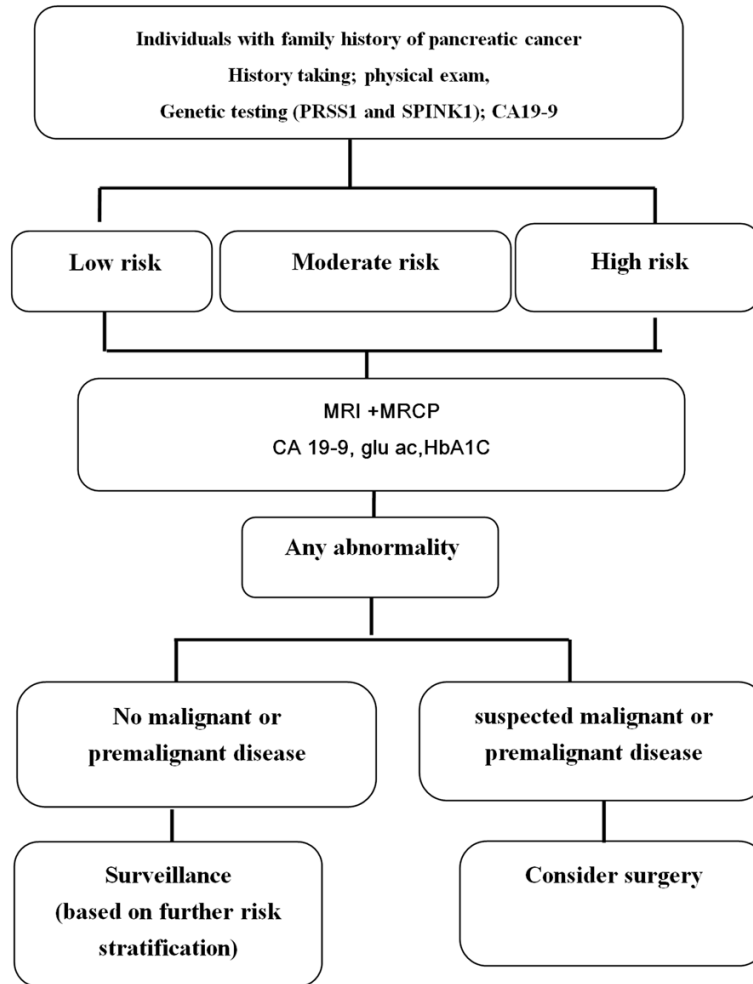 Individuals with family history of pancreatic cancer
History taking; physical exam,
Genetic testing (PRSS1 and SPINK1); CA19-9
Low risk
Moderate risk
High risk
MRI +MRCP
CA 19-9, glu ac,HbA1C
Any abnormality
No malignant or
premalignant disease
suspected malignant or
premalignant disease
Surveillance
(based on further risk
stratification)
Consider surgery